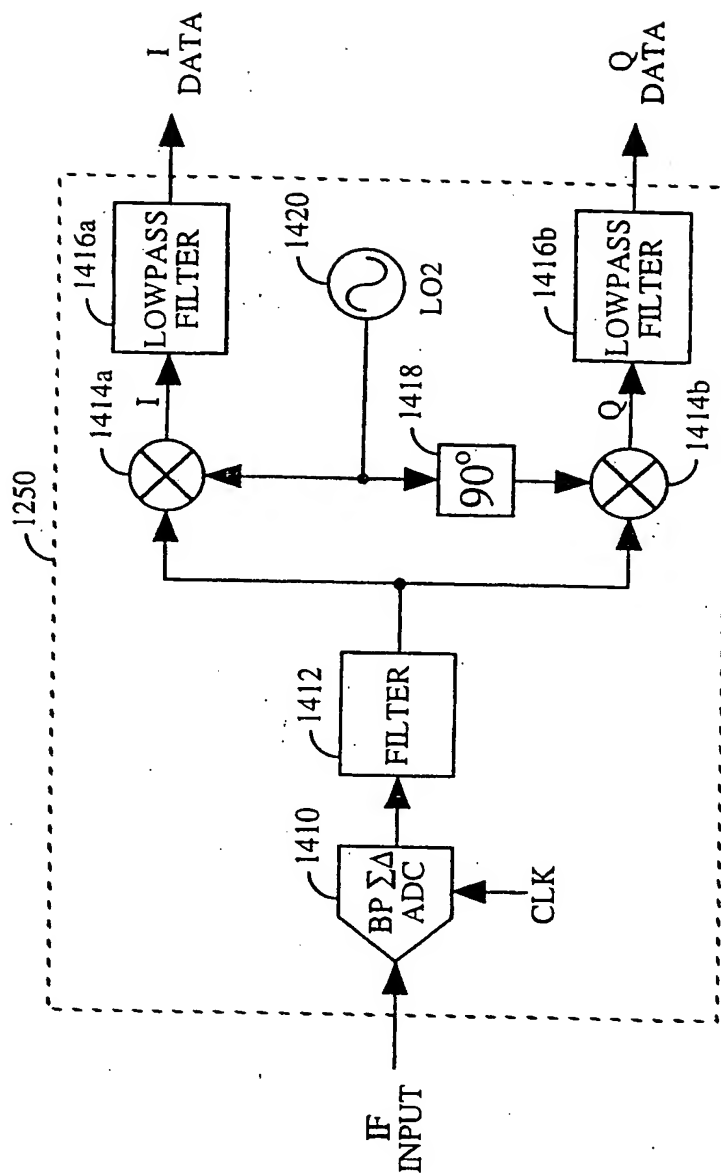 1250
IF
INPUT
1410
BP ΣΔ
ADC
CLK
1412
FILTER
1414a
I
1416a
LOWPASS
FILTER
I
DATA
1420
LO2
1418
90°
1414b
Q
1416b
LOWPASS
FILTER
Q
DATA